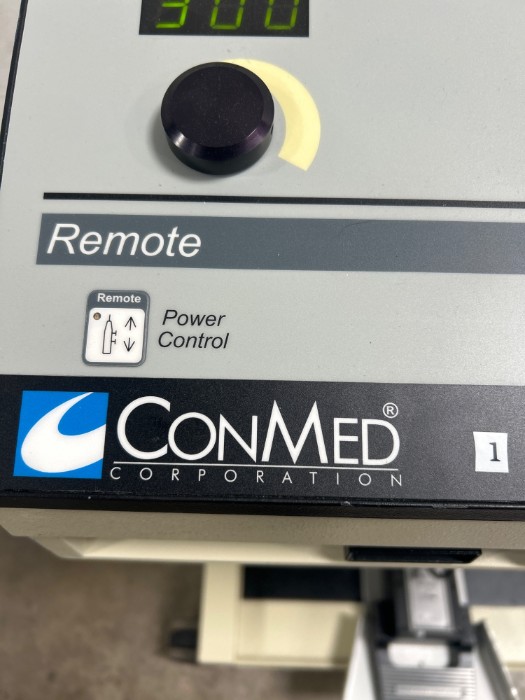 300
Remote
Remote
Power
Control
CONMED®
CORPORATION
1